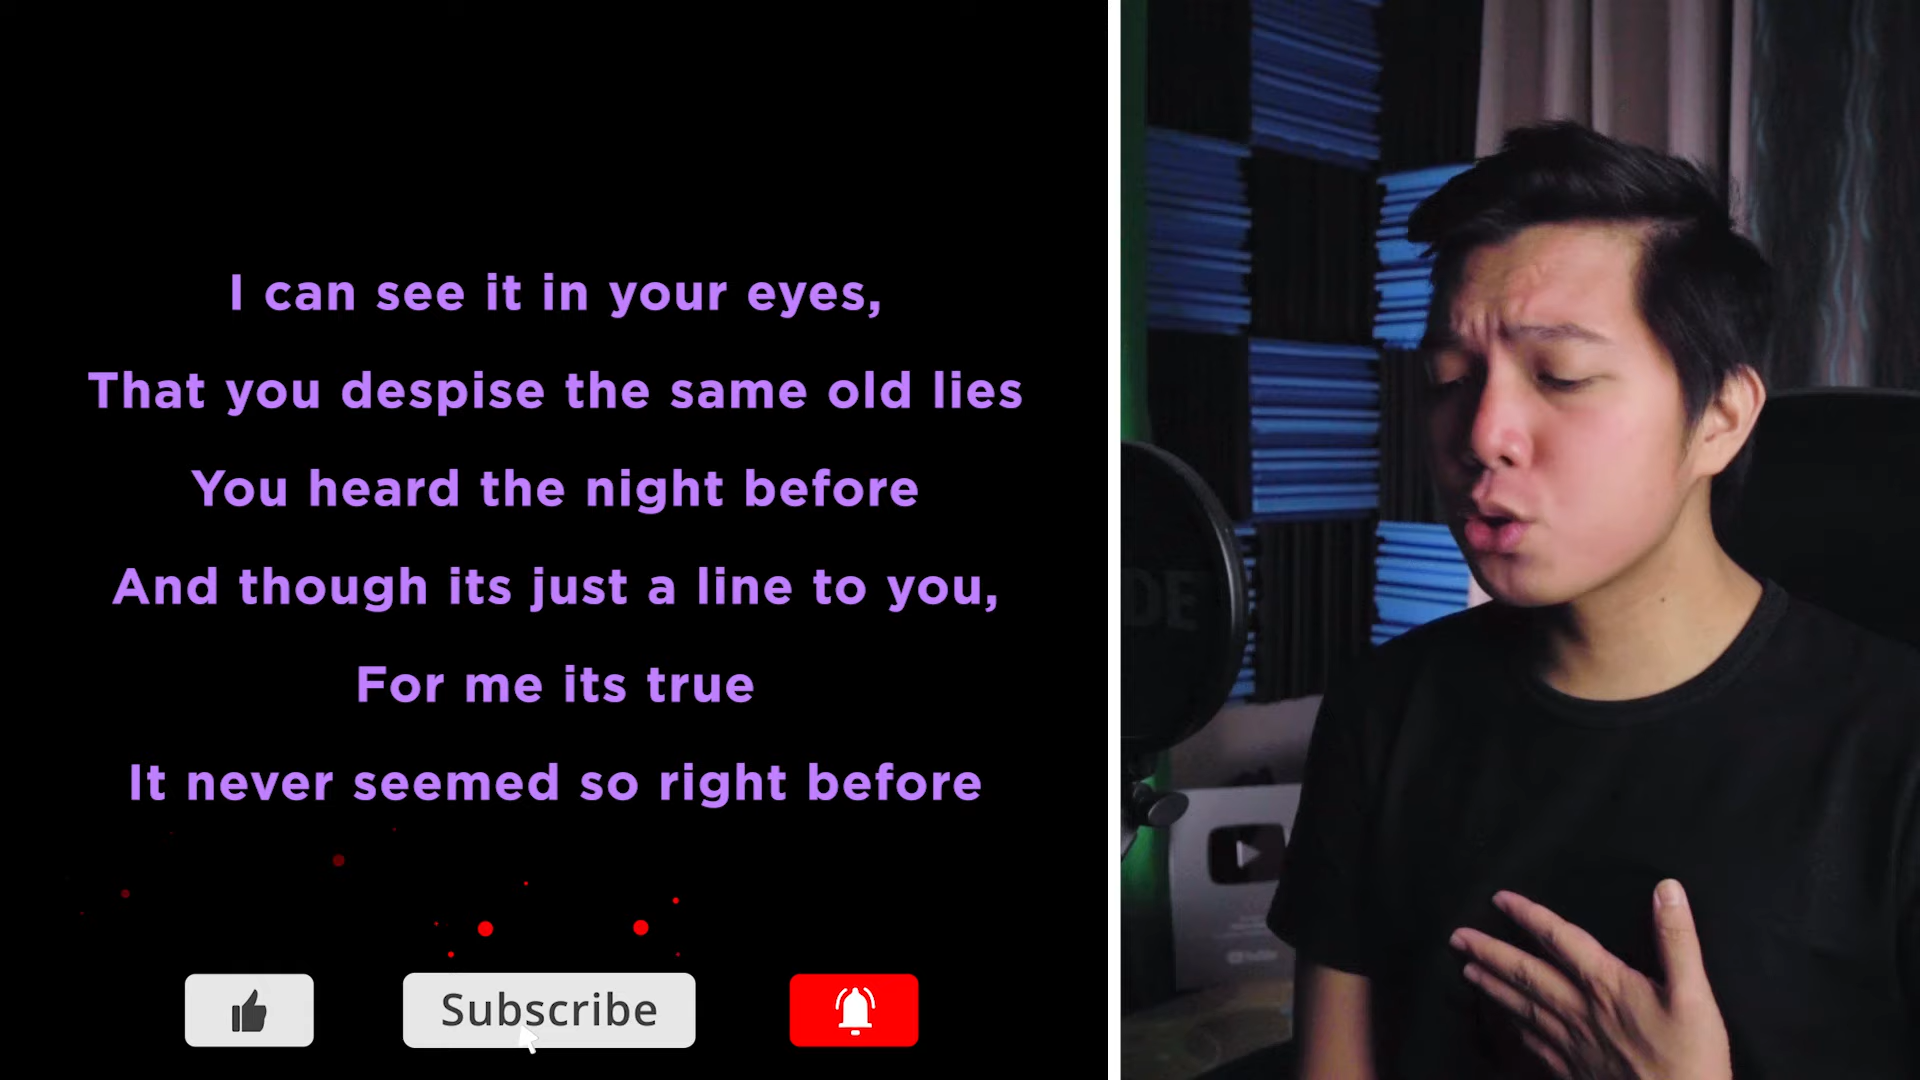 I can see it in your eyes,
That you despise the same old lies
You heard the night before
And though its just a line to you,
For me its true
It never seemed so right before
Subscribe
DE